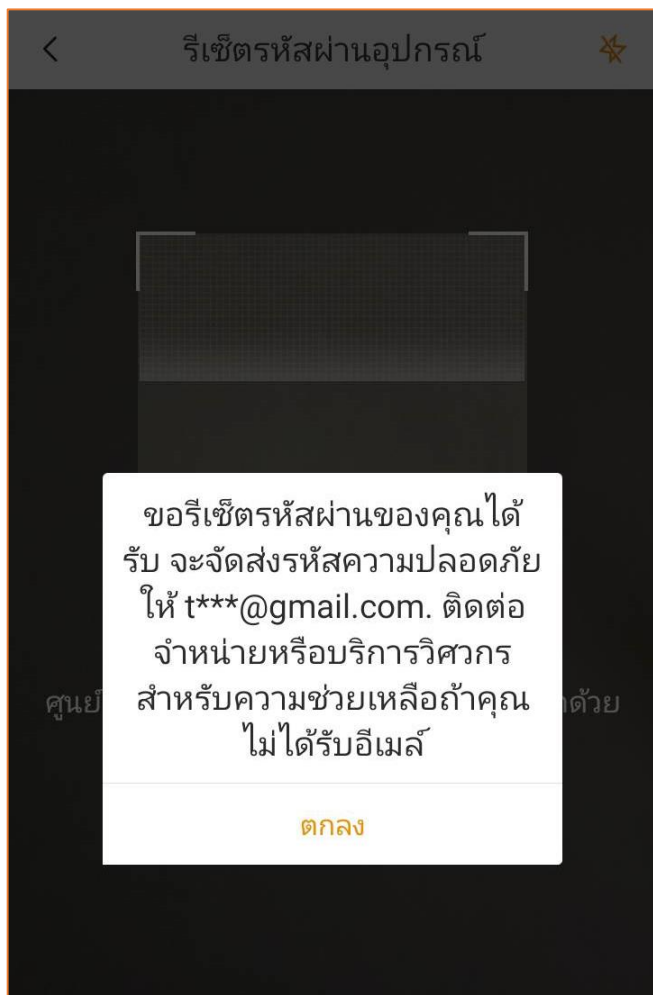 รีเซ็ตรหัสผ่านอุปกรณ์
ขอรีเซ็ตรหัสผ่านของคุณได้
รับ จะจัดส่งรหัสความปลอดภัย
ให้ t***@gmail.com. ติดต่อ
จำหน่ายหรือบริการวิศวกร
ศูนย์ สำหรับความช่วยเหลือถ้าคุณ ด้วย
ไม่ได้รับอีเมล์
ตกลง